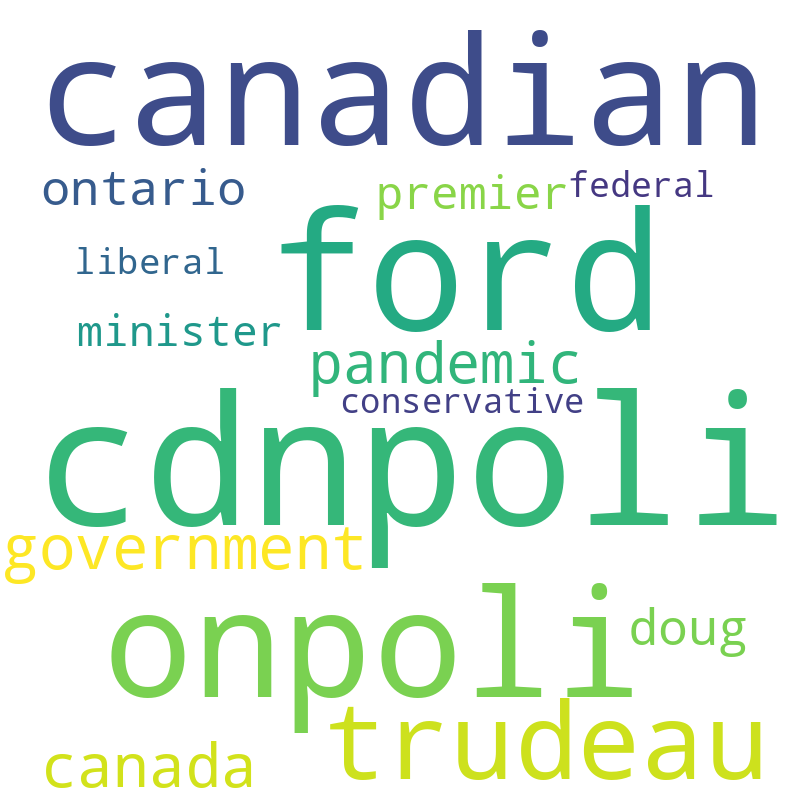 canadian
ontario
premier
federal
ford
liberal
minister
pandemic
conservative
cdnpoli
government
onpoli
doug
trudeau
canada